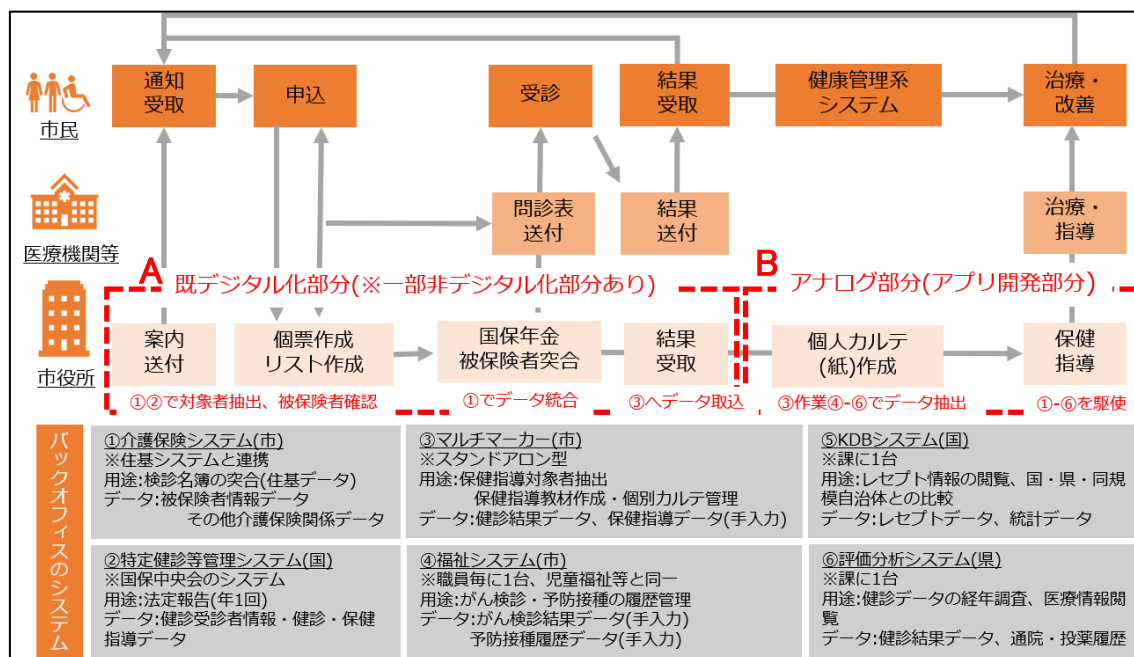 通知
受取
申込
受診
結果
受取
健康管理系
システム
治療・
改善
市民
問診表
送付
結果
送付
治療・
指導
医療機関等
A
既デジタル化部分(※一部非デジタル化部分あり)
B
アナログ部分(アプリ開発部分)
案内
送付
個票作成
リスト作成
国保年金
被保険者突合
結果
受取
個人カルテ
(紙)作成
保健
指導
市役所
①②で対象者抽出、被保険者確認
①でデータ統合
③へデータ取込
③作業④-⑥でデータ抽出
①-⑥を駆使
バックオフィスのシステム
①介護保険システム(市)
※住基システムと連携
用途:検診名簿の突合(住基データ)
データ:被保険者情報データ
その他介護保険関係データ
③マルチマーカー(市)
※スタンドアロン型
用途:保健指導対象者抽出
保健指導教材作成・個別カルテ管理
データ:健診結果データ、保健指導データ(手入力)
⑤KDBシステム(国)
※課に1台
用途:レセプト情報の閲覧、国・県・同規
模自治体との比較
データ:レセプトデータ、統計データ
②特定健診等管理システム(国)
※国保中央会のシステム
用途:法定報告(年1回)
データ:健診受診者情報・健診・保健
指導データ
④福祉システム(市)
※職員毎に1台、児童福祉等と同一
用途:がん検診・予防接種の履歴管理
データ:がん検診結果データ(手入力)
予防接種履歴データ(手入力)
⑥評価分析システム(県)
※課に1台
用途:健診データの経年調査、医療情報閲
覧
データ:健診結果データ、通院・投薬履歴